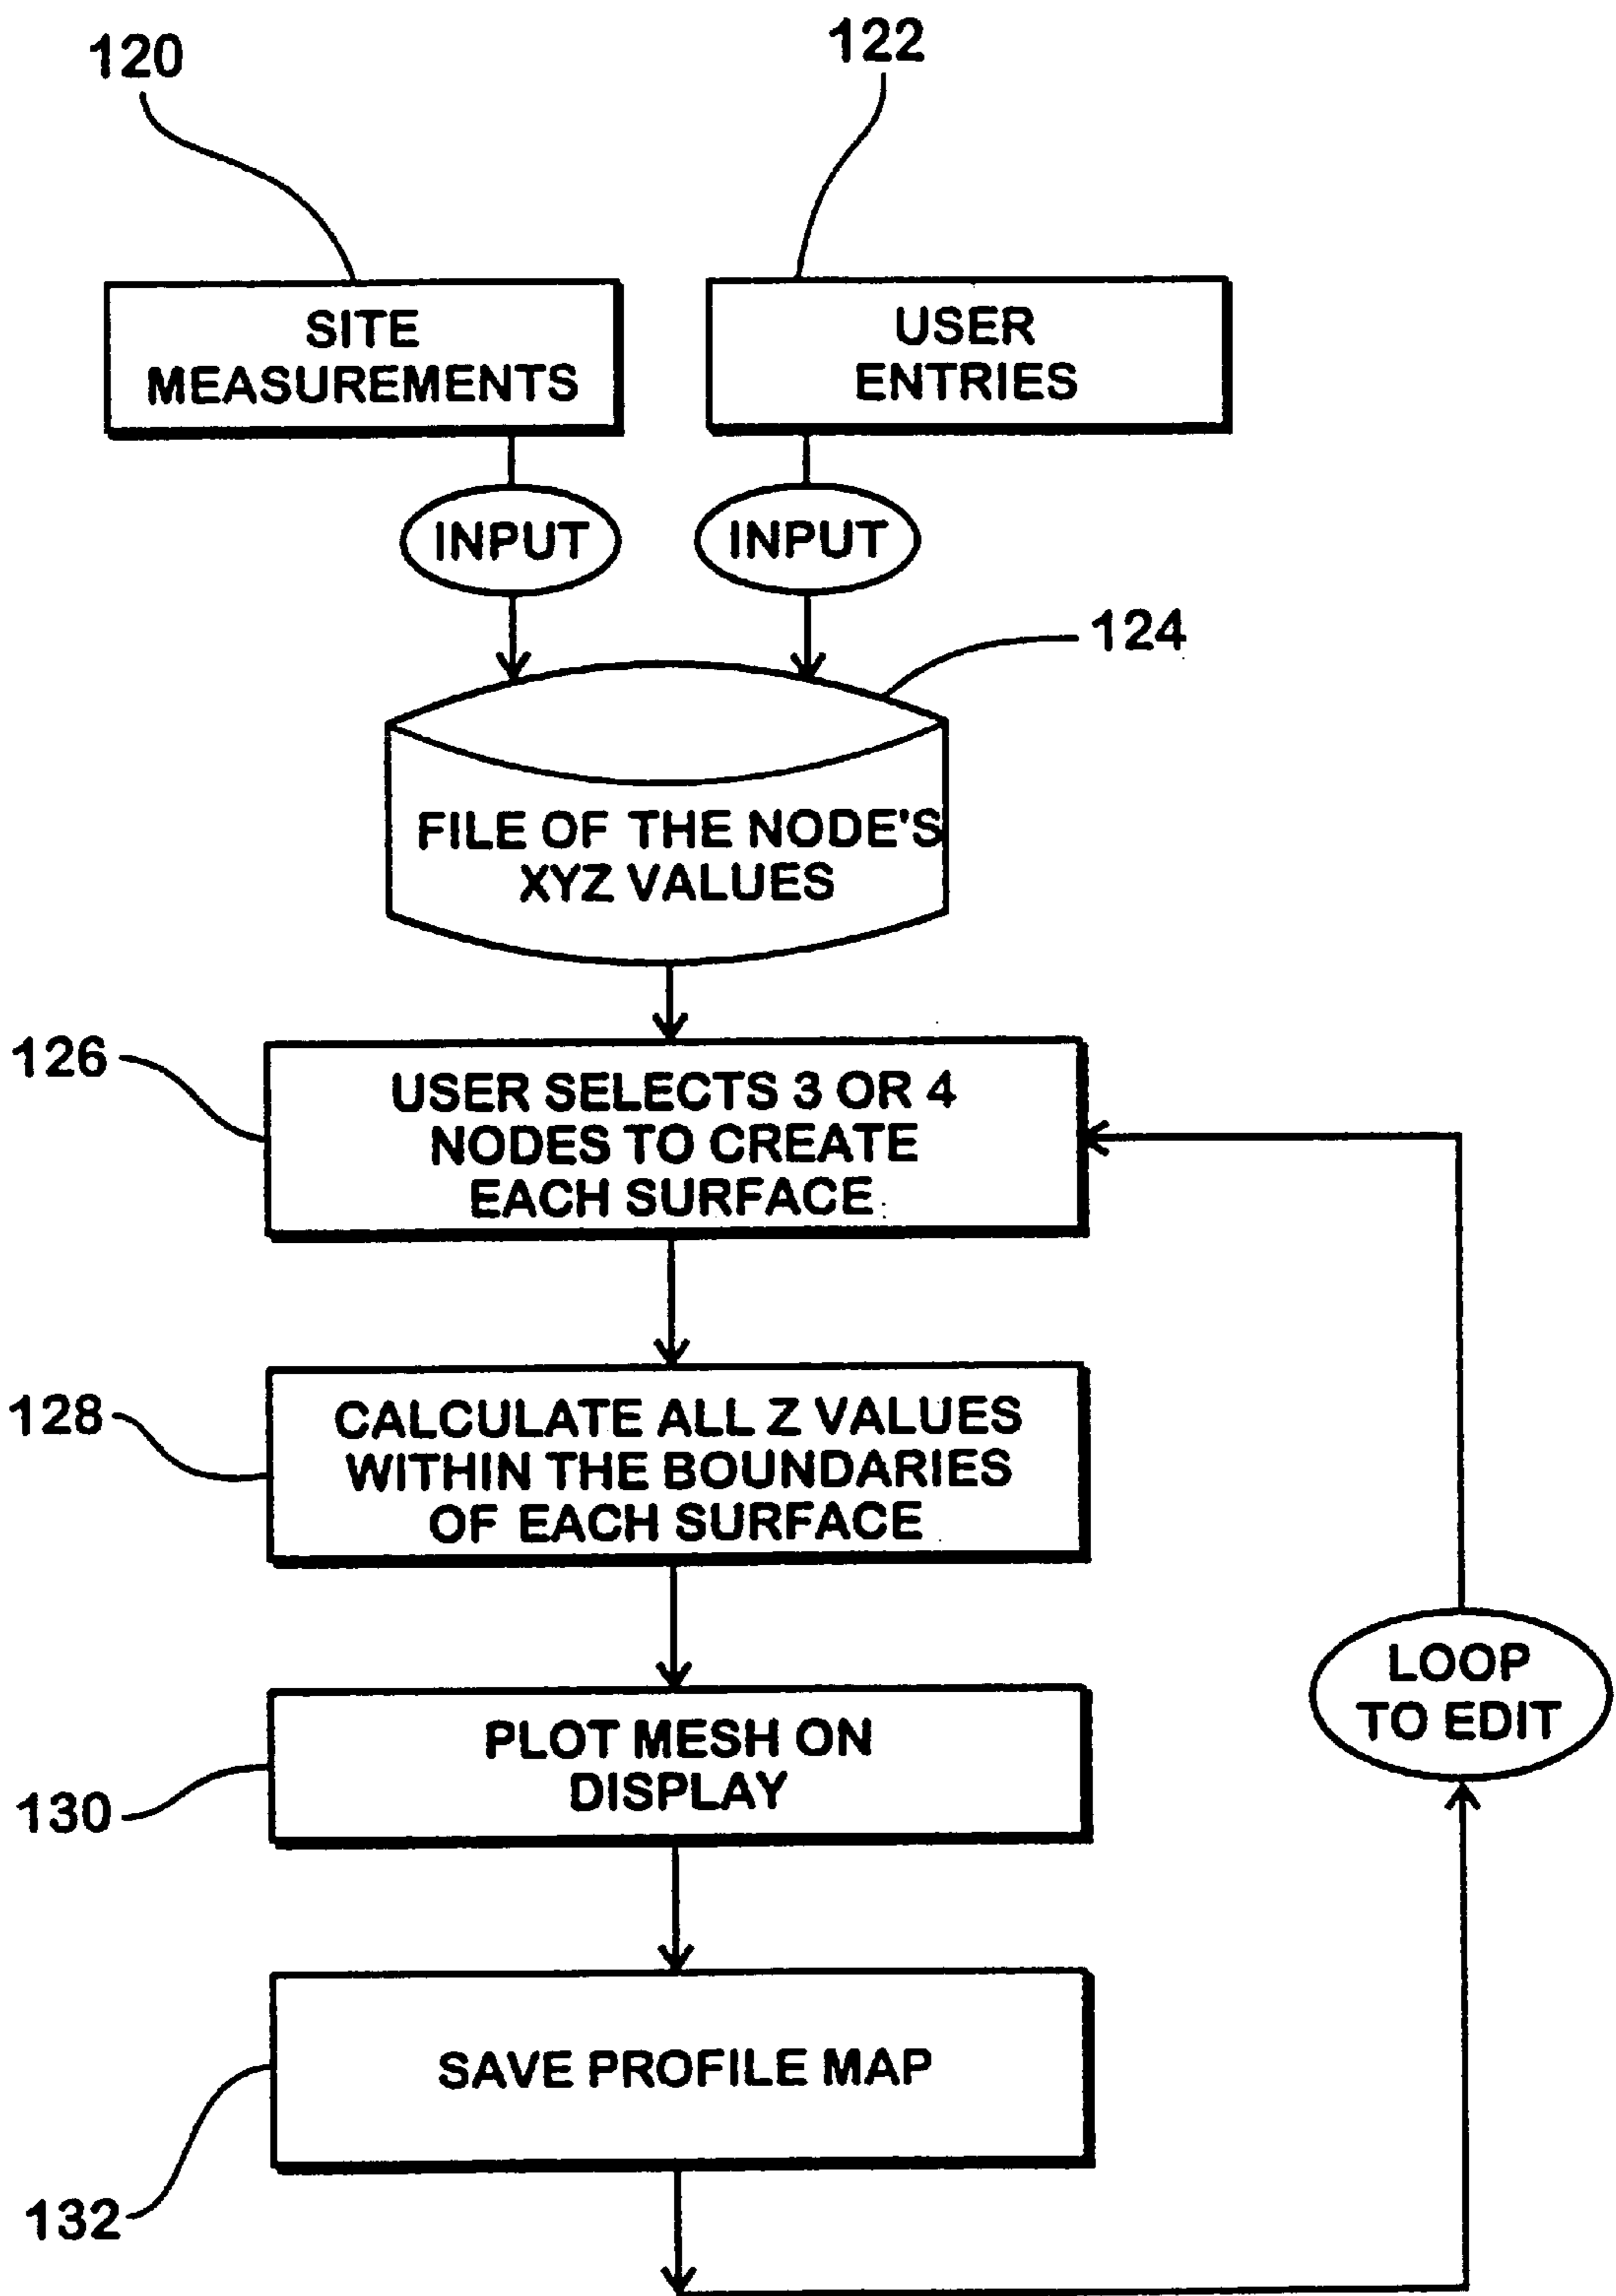 120
122
SITE
MEASUREMENTS
USER
ENTRIES
INPUT
INPUT
124
FILE OF THE NODE'S
XYZ VALUES
126
USER SELECTS 3 OR 4
NODES TO CREATE
EACH SURFACE
128
CALCULATE ALL Z VALUES
WITHIN THE BOUNDARIES
OF EACH SURFACE
LOOP
TO EDIT
130
PLOT MESH ON
DISPLAY
SAVE PROFILE MAP
132